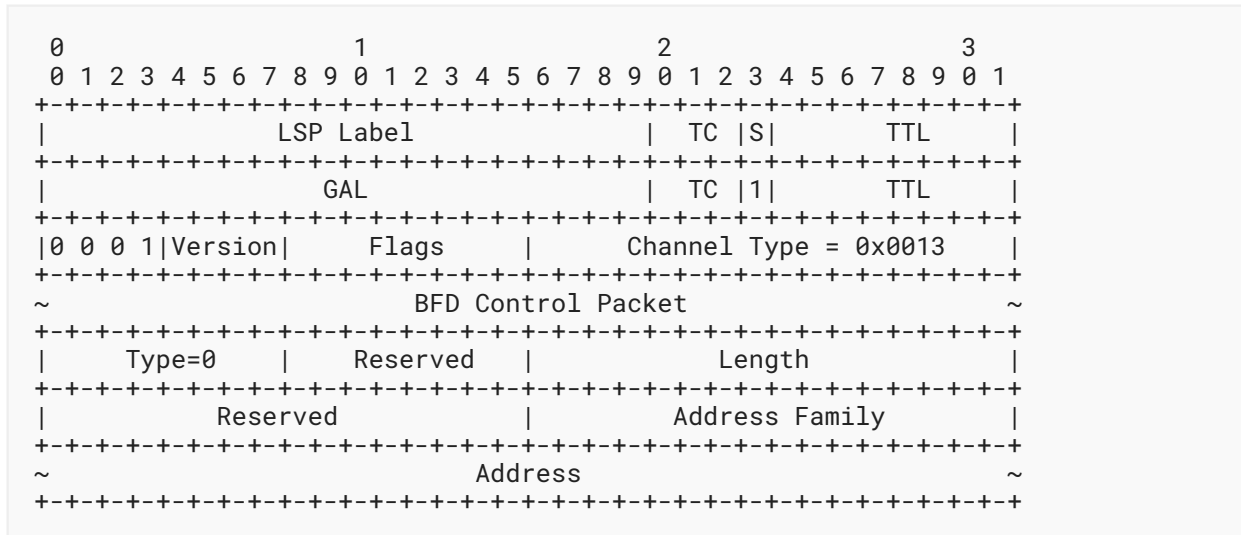 0                   1                   2                   3
 0 1 2 3 4 5 6 7 8 9 0 1 2 3 4 5 6 7 8 9 0 1 2 3 4 5 6 7 8 9 0 1
+-+-+-+-+-+-+-+-+-+-+-+-+-+-+-+-+-+-+-+-+-+-+-+-+-+-+-+-+-+-+-+-+
|               LSP Label               |  TC |S|       TTL     |
+-+-+-+-+-+-+-+-+-+-+-+-+-+-+-+-+-+-+-+-+-+-+-+-+-+-+-+-+-+-+-+-+
|                  GAL                  |  TC |1|       TTL     |
+-+-+-+-+-+-+-+-+-+-+-+-+-+-+-+-+-+-+-+-+-+-+-+-+-+-+-+-+-+-+-+-+
|0 0 0 1|Version|     Flags     |      Channel Type = 0x0013    |
+-+-+-+-+-+-+-+-+-+-+-+-+-+-+-+-+-+-+-+-+-+-+-+-+-+-+-+-+-+-+-+-+
~                        BFD Control Packet                     ~
+-+-+-+-+-+-+-+-+-+-+-+-+-+-+-+-+-+-+-+-+-+-+-+-+-+-+-+-+-+-+-+-+
|     Type=0    |    Reserved   |            Length             |
+-+-+-+-+-+-+-+-+-+-+-+-+-+-+-+-+-+-+-+-+-+-+-+-+-+-+-+-+-+-+-+-+
|           Reserved            |         Address Family        |
+-+-+-+-+-+-+-+-+-+-+-+-+-+-+-+-+-+-+-+-+-+-+-+-+-+-+-+-+-+-+-+-+
~                            Address                            ~
+-+-+-+-+-+-+-+-+-+-+-+-+-+-+-+-+-+-+-+-+-+-+-+-+-+-+-+-+-+-+-+-+